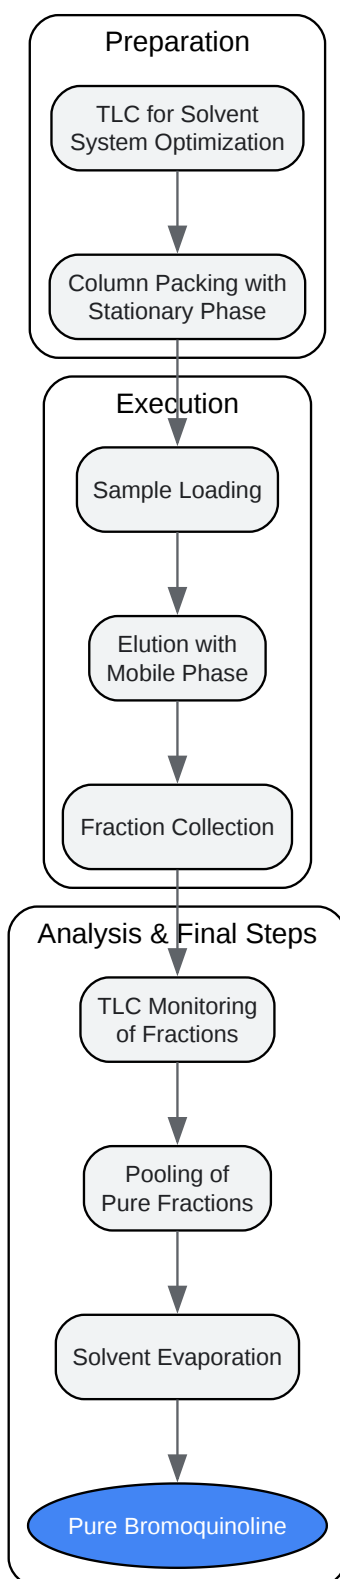 Preparation
TLC for Solvent
System Optimization
Column Packing with
Stationary Phase
Execution
Sample Loading
Elution with
Mobile Phase
Fraction Collection
Analysis & Final Steps
TLC Monitoring
of Fractions
Pooling of
Pure Fractions
Solvent Evaporation
Pure Bromoquinoline